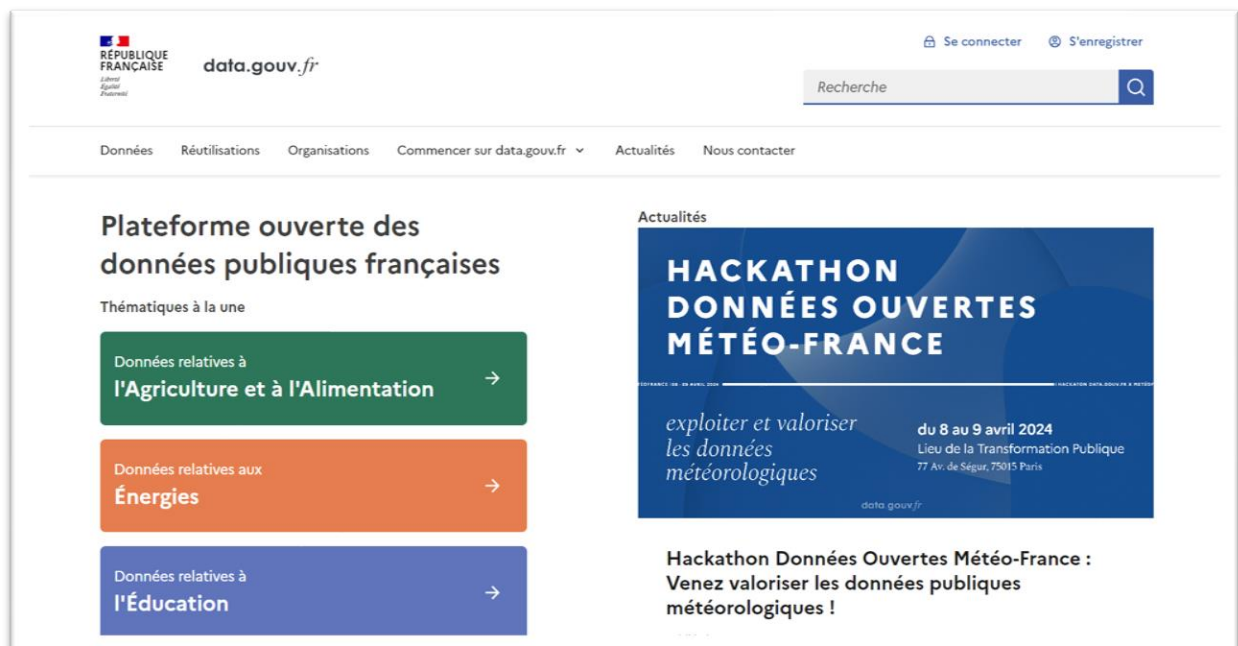 RÉPUBLIQUE
FRANÇAISE
Liberté
Égalité
Fraternité
data.gouv.fr
Se connecter
S'enregistrer
Recherche
Données
Réutilisations
Organisations
Commencer sur data.gouv.fr
Actualités
Nous contacter
Plateforme ouverte des
données publiques françaises
Thématiques à la une
Données relatives à
l'Agriculture et à l'Alimentation
Données relatives aux
Énergies
Données relatives à
l'Éducation
Actualités
HACKATHON
DONNÉES OUVERTES
MÉTÉO-FRANCE
exploiter et valoriser
les données
météorologiques
du 8 au 9 avril 2024
Lieu de la Transformation Publique
77 Av. de Ségur, 75015 Paris
data.gouv.fr
Hackathon Données Ouvertes Météo-France :
Venez valoriser les données publiques
météorologiques !